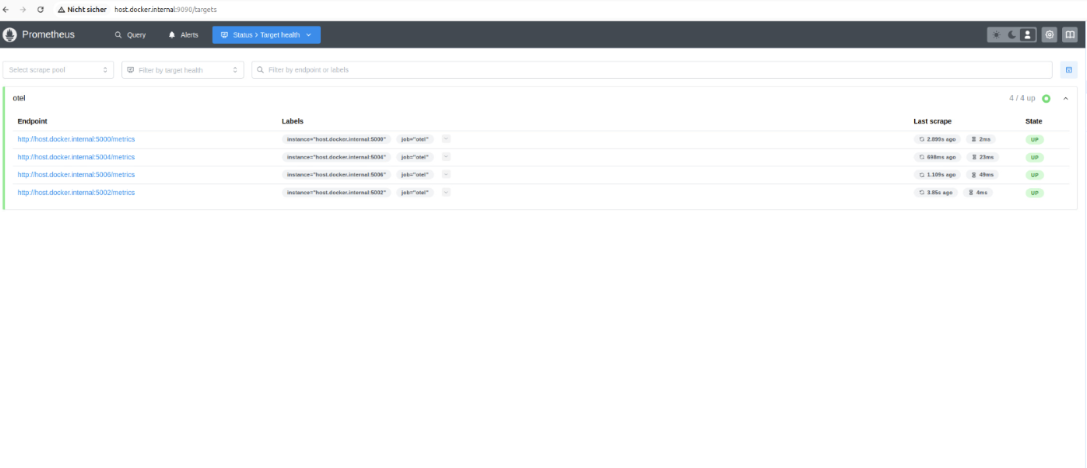 Nicht sicher host.docker.internal:9090/targets
Prometheus Query Alerts Status > Target health
Select scrape pool Filter by target health Filter by endpoint or labels
otel 4 / 4 up
Endpoint Labels Last scrape State
http://host.docker.internal:5000/metrics instance="host.docker.internal:5000" job="otel" 2.899s ago 2ms UP
http://host.docker.internal:5004/metrics instance="host.docker.internal:5004" job="otel" 688ms ago 23ms UP
http://host.docker.internal:5006/metrics instance="host.docker.internal:5006" job="otel" 1.109s ago 49ms UP
http://host.docker.internal:5002/metrics instance="host.docker.internal:5002" job="otel" 3.85s ago 4ms UP